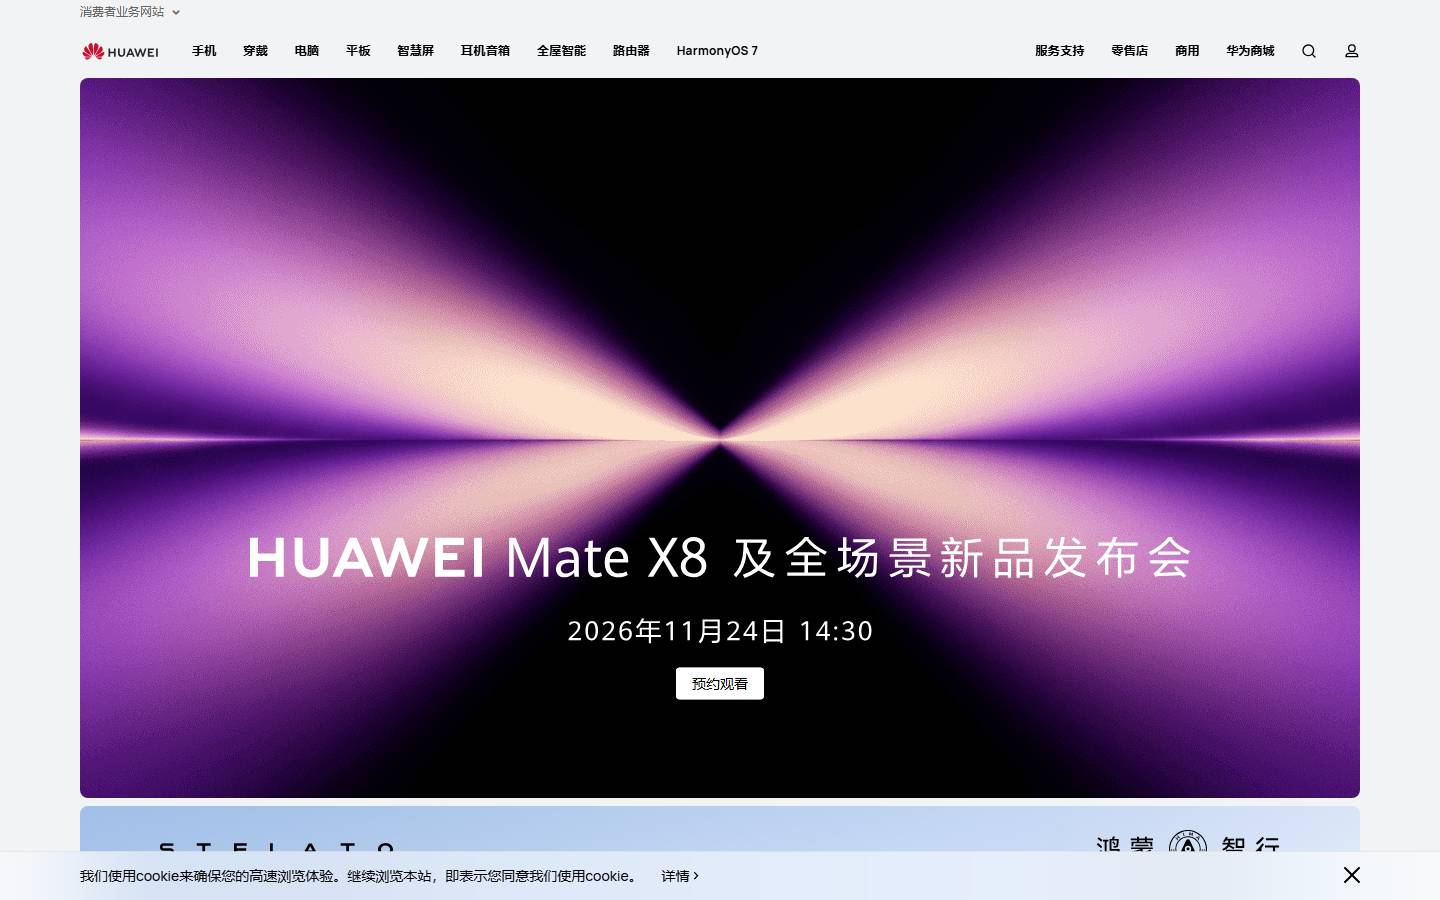 消费者业务网站
HUAWEI 手机 穿戴 电脑 平板 智慧屏 耳机音箱 全屋智能 路由器 HarmonyOS 7 服务支持 零售店 商用 华为商城
HUAWEI Mate X8 及全场景新品发布会
2026年11月24日 14:30
预约观看
STELATO 鸿蒙 HIMA 智行
我们使用cookie来确保您的高速浏览体验。继续浏览本站，即表示您同意我们使用cookie。 详情